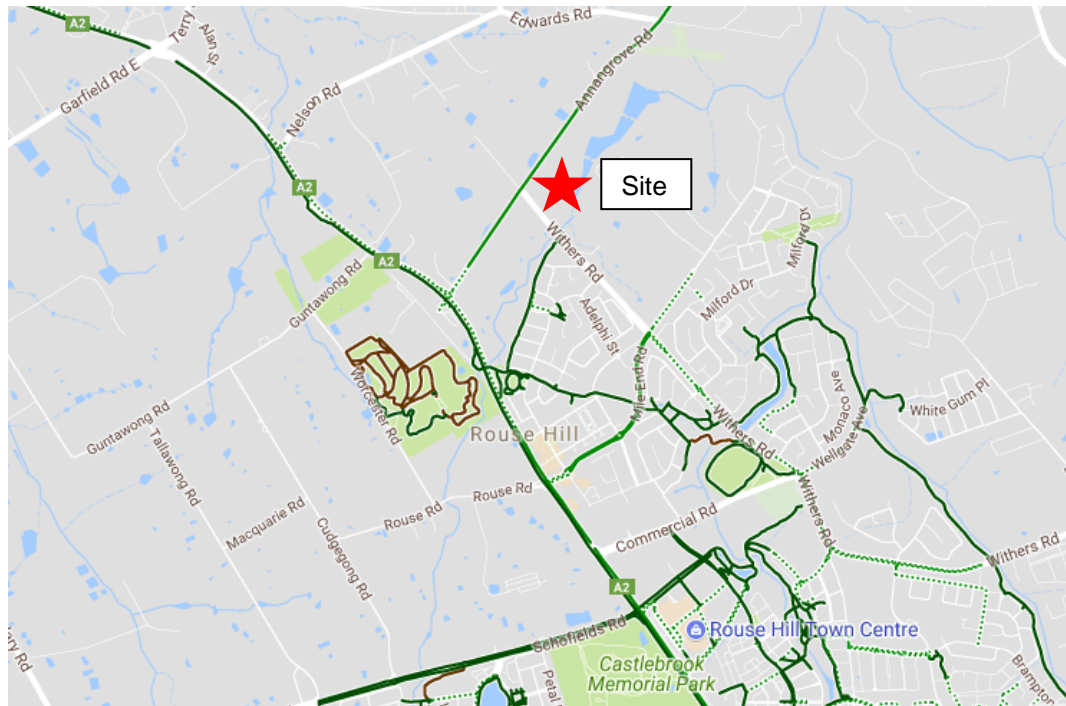 A2
Terry
Alan St
Edwards Rd
Garfield Rd E
Nelson Rd
Annangrove Rd
A2
Site
Withers Rd
Milford Dr
A2
Guntawong Rd
Milford Dr
Adelphi St
Mile End Rd
Worcester Rd
Guntawong Rd
Rouse Hill
Withers Rd
Monaco Ave
White Gum Pl
Wellgate Ave
Tallawong Rd
Rouse Rd
Rouse Rd
Withers Rd
Macquarie Rd
Cudgegong Rd
Commercial Rd
Withers Rd
A2
Schofields Rd
Rouse Hill Town Centre
Castlebrook
Memorial Park
Petal
Brampton